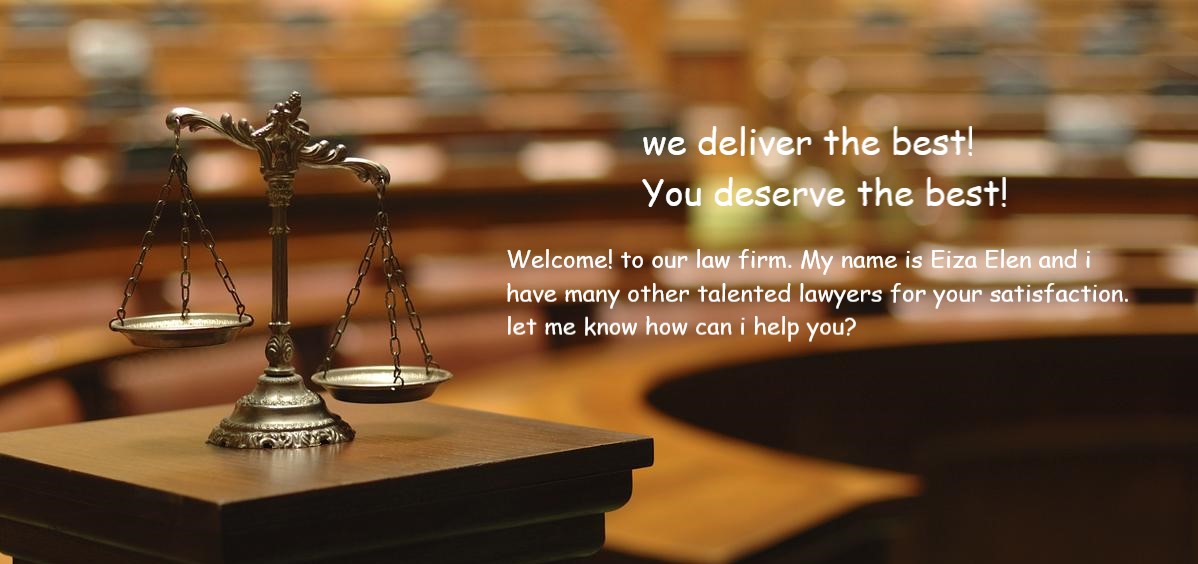 we deliver the best!
You deserve the best!
Welcome! to our law firm. My name is Eiza Elen and i
have many other talented lawyers for your satisfaction.
let me know how can i help you?